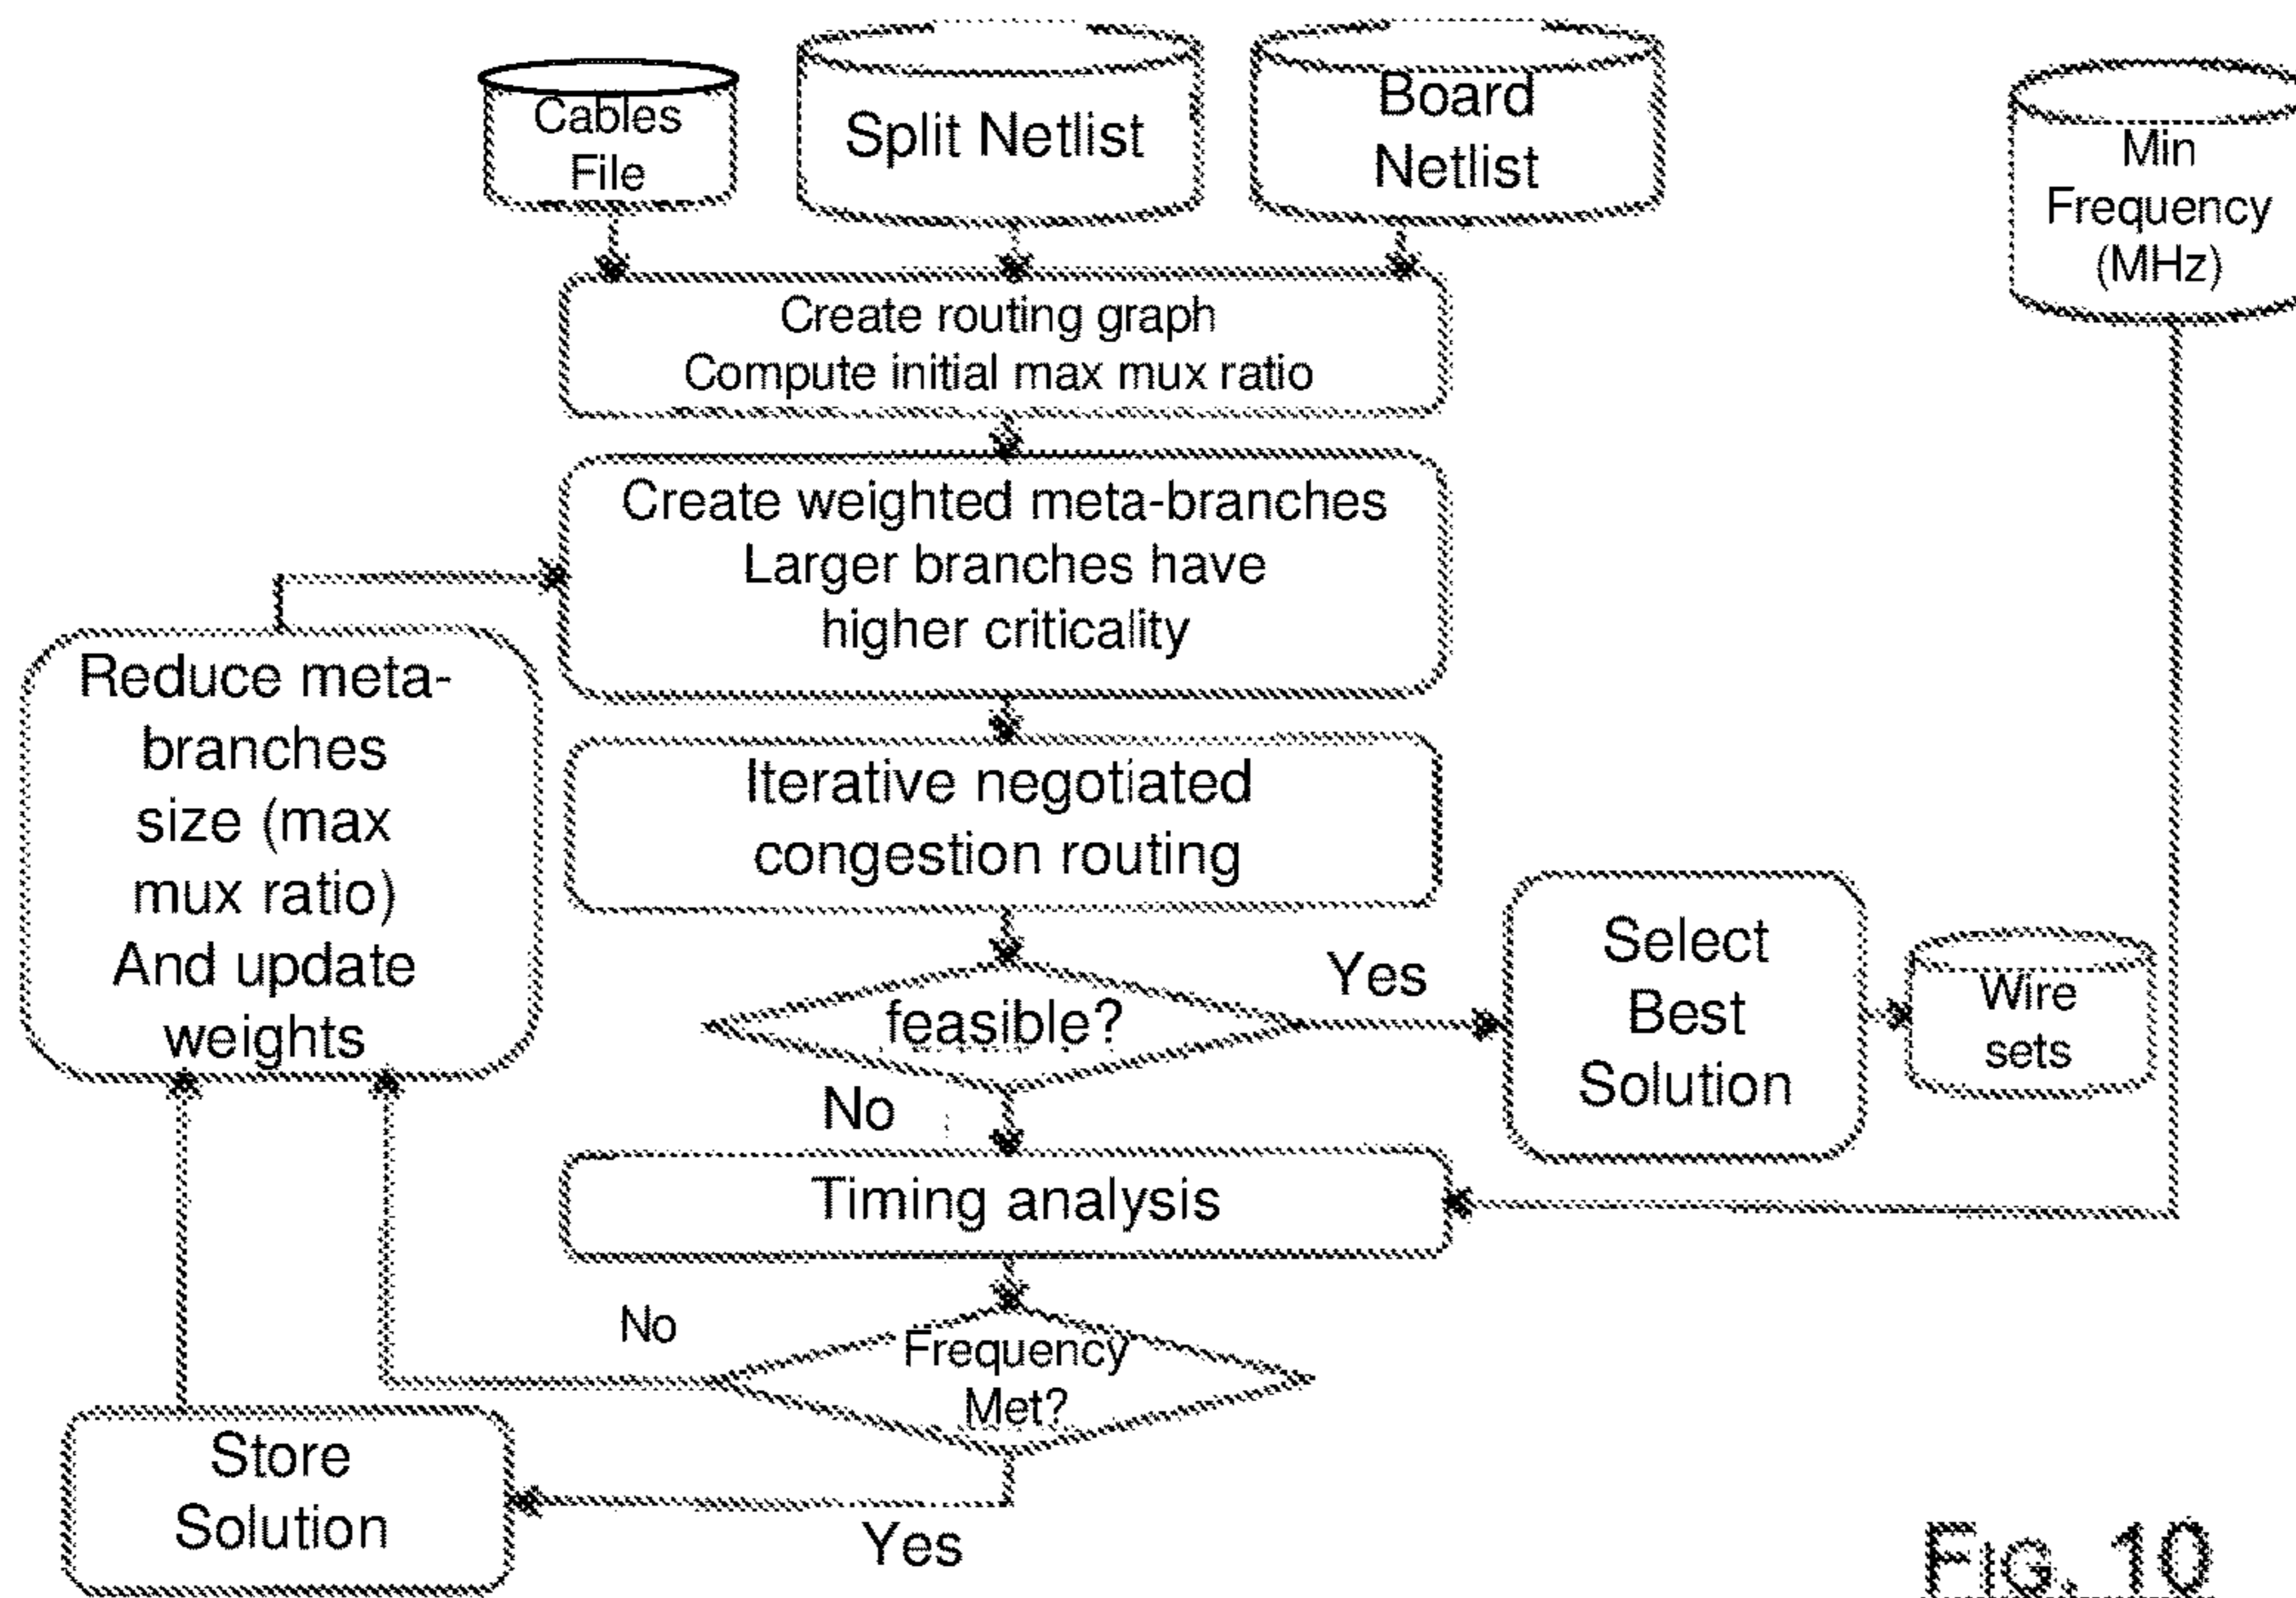 Cables
File
Split Netlist
Board
Netlist
Min
Frequency
(MHz)
Create routing graph
Compute initial max mux ratio
Create weighted meta-branches
Larger branches have
higher criticality
Reduce meta-
branches
size (max
mux ratio)
And update
weights
Iterative negotiated
congestion routing
feasible?
Yes
No
Select
Best
Solution
Wire
sets
Timing analysis
Frequency
Met?
No
Yes
Store
Solution
FIG. 10